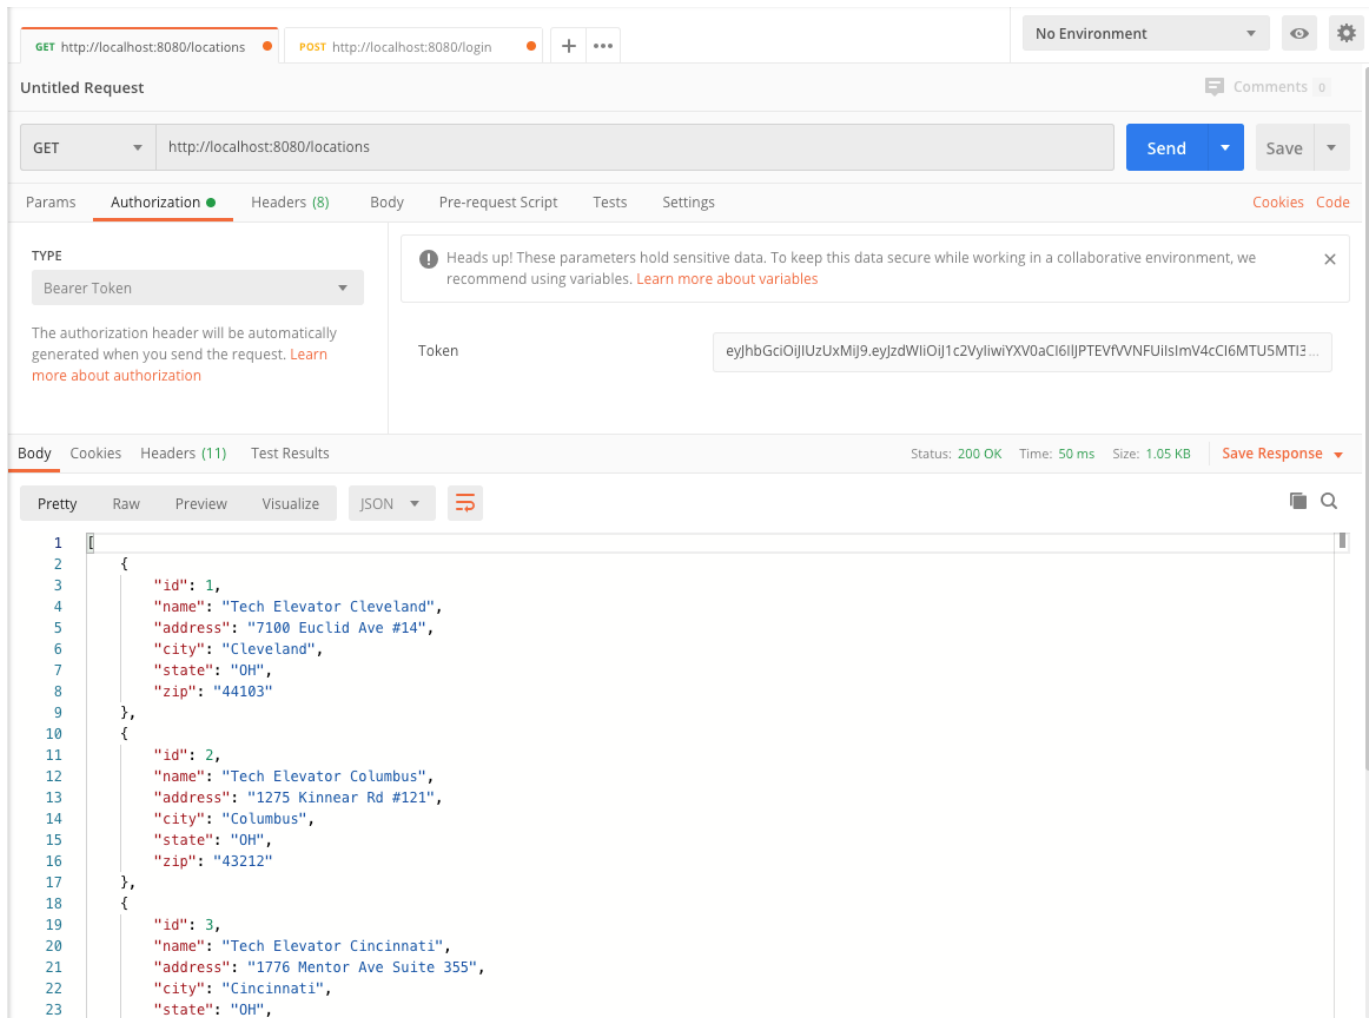 GET http://localhost:8080/locations
POST http://localhost:8080/login
+ •••
No Environment
Untitled Request
Comments 0
GET http://localhost:8080/locations
Send Save
Params Authorization Headers (8) Body Pre-request Script Tests Settings Cookies Code
TYPE
Bearer Token
The authorization header will be automatically
generated when you send the request. Learn
more about authorization
Heads up! These parameters hold sensitive data. To keep this data secure while working in a collaborative environment, we
recommend using variables. Learn more about variables
Token
Body Cookies Headers (11) Test Results Status: 200 OK Time: 50 ms Size: 1.05 KB Save Response
Pretty Raw Preview Visualize JSON
1 [
2 {
3 "id": 1,
4 "name": "Tech Elevator Cleveland",
5 "address": "7100 Euclid Ave #14",
6 "city": "Cleveland",
7 "state": "OH",
8 "zip": "44103"
9 },
10 {
11 "id": 2,
12 "name": "Tech Elevator Columbus",
13 "address": "1275 Kinnear Rd #121",
14 "city": "Columbus",
15 "state": "OH",
16 "zip": "43212"
17 },
18 {
19 "id": 3,
20 "name": "Tech Elevator Cincinnati",
21 "address": "1776 Mentor Ave Suite 355",
22 "city": "Cincinnati",
23 "state": "OH",